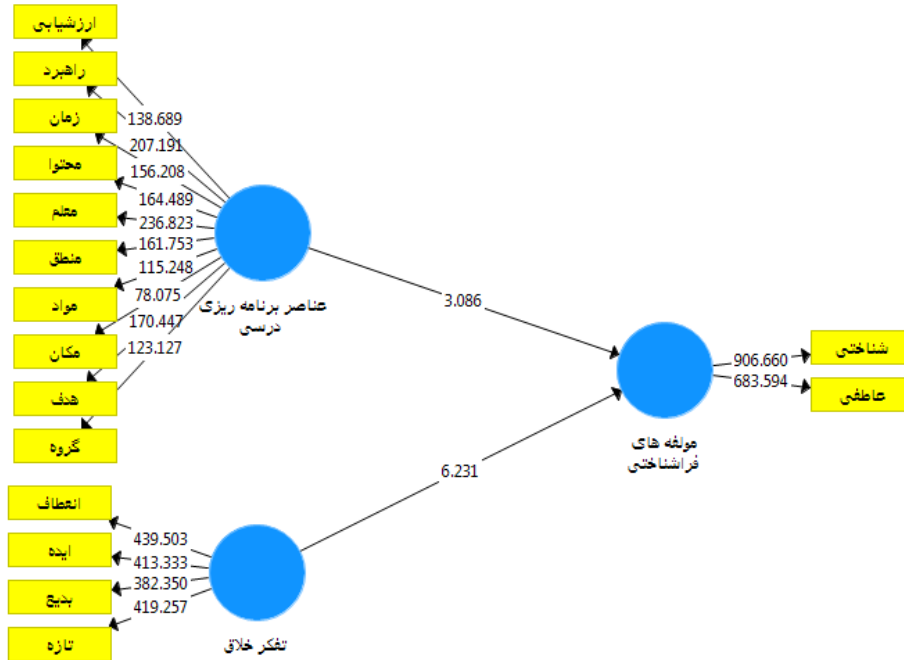 ارزشیابی
راهبرد
زمان
محتوا
معلم
منطق
مواد
مکان
هدف
گروه
138.689
207.191
156.208
164.489
236.823
161.753
115.248
78.075
170.447
123.127
عناصر برنامه ریزی
درسی
3.086
906.660
683.594
شناختی
عاطفی
مولفه های
فراشناختی
6.231
انعطاف
ایده
بدیع
تازه
439.503
413.333
382.350
419.257
تفکر خلاق